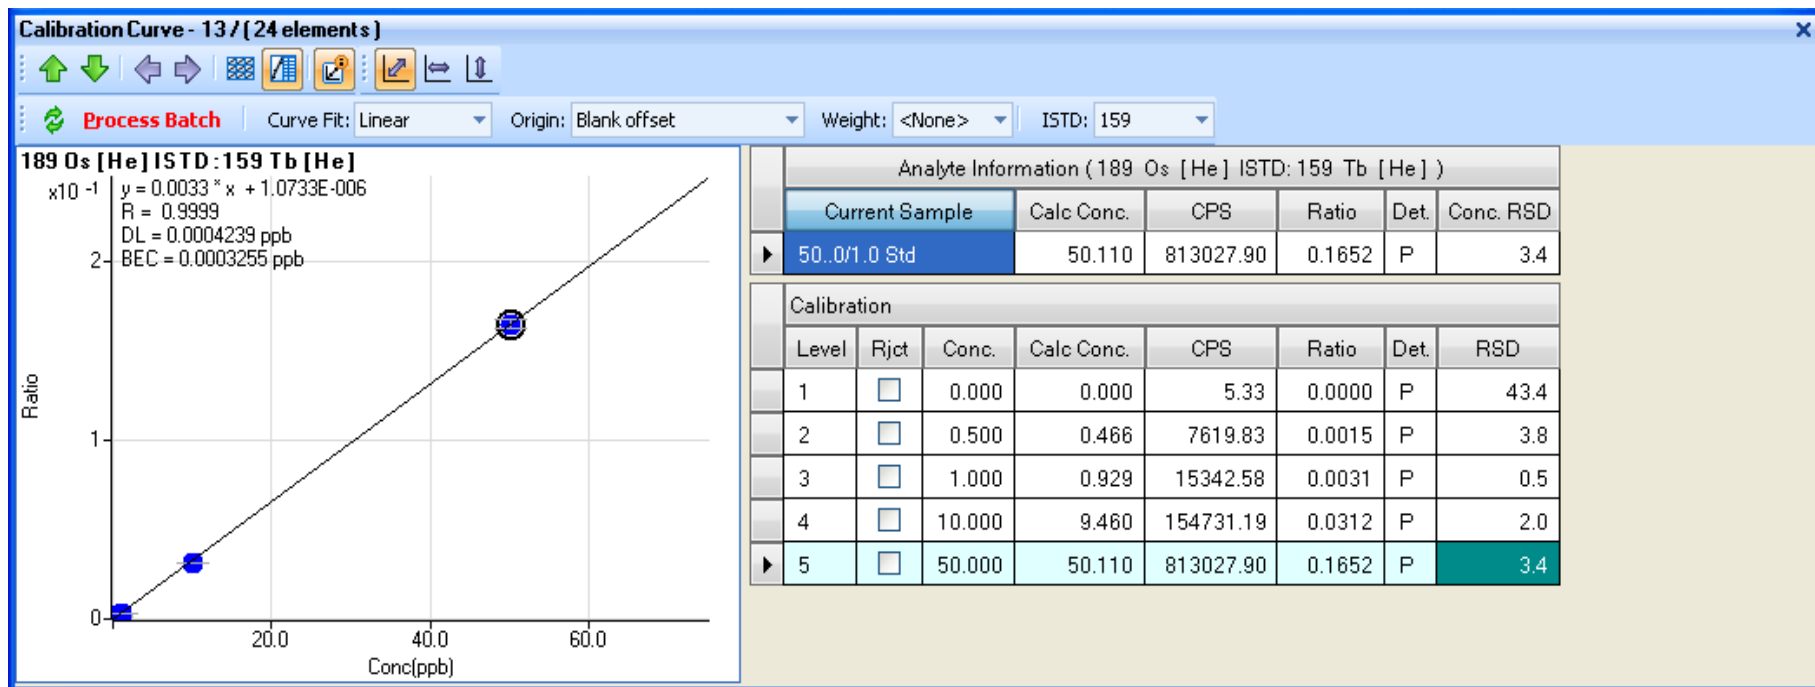 Calibration Curve - 13 / ( 24 elements )
Process Batch Curve Fit: Linear Origin: Blank offset Weight: <None> ISTD: 159
189 Os [He] ISTD:159 Tb [He]
x10 -1
y = 0.0033 * x + 1.0733E-006
R = 0.9999
DL = 0.0004239 ppb
BEC = 0.0003255 ppb
2
1
0
Ratio
20.0 40.0 60.0
Conc(ppb)
Analyte Information ( 189 Os [He] ISTD: 159 Tb [He] )
Current Sample Calc Conc. CPS Ratio Det. Conc. RSD
50..0/1.0 Std 50.110 813027.90 0.1652 P 3.4
Calibration
Level Rjct Conc. Calc Conc. CPS Ratio Det. RSD
1 0.000 0.000 5.33 0.0000 P 43.4
2 0.500 0.466 7619.83 0.0015 P 3.8
3 1.000 0.929 15342.58 0.0031 P 0.5
4 10.000 9.460 154731.19 0.0312 P 2.0
5 50.000 50.110 813027.90 0.1652 P 3.4